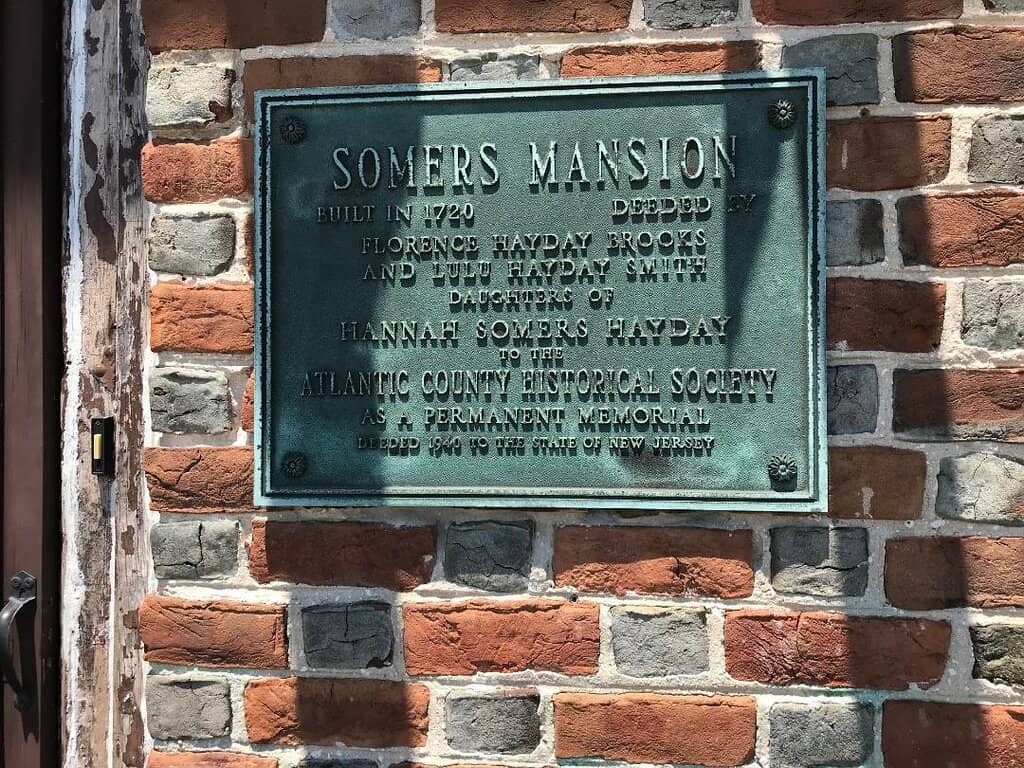 SOMERS MANSION
BUILT IN 1720 DEEDED BY
FLORENCE HAYDAY BROOKS
AND LULU HAYDAY SMITH
DAUGHTERS OF
HANNAH SOMERS HAYDAY
TO THE
ATLANTIC COUNTY HISTORICAL SOCIETY
AS A PERMANENT MEMORIAL
DEEDED 1940 TO THE STATE OF NEW JERSEY